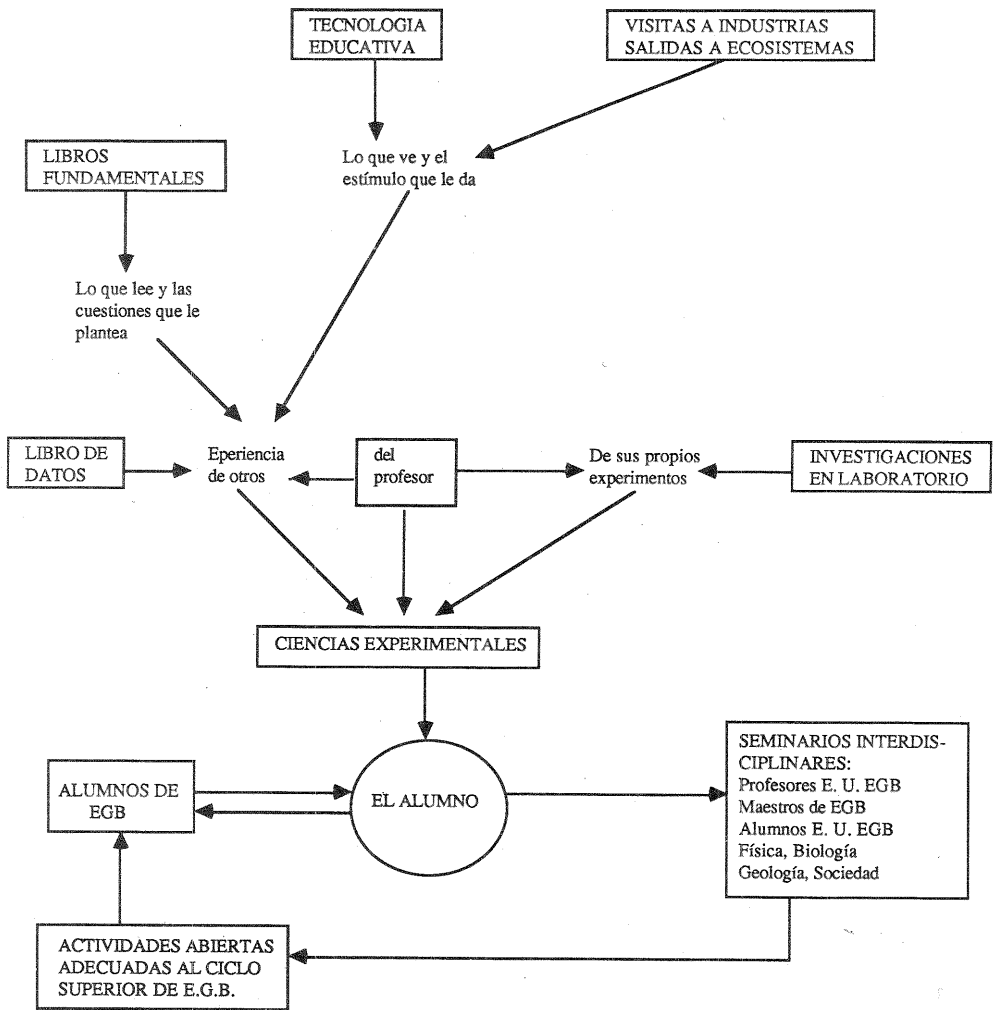 TECNOLOGIA
EDUCATIVA
VISITAS A INDUSTRIAS
SALIDAS A ECOSISTEMAS
LIBROS
FUNDAMENTALES
Lo que ve y el
estímulo que le da
Lo que lee y las
cuestiones que le
plantea
LIBRO DE
DATOS
Eperiencia
de otros
del
profesor
De sus propios
experimentos
INVESTIGACIONES
EN LABORATORIO
CIENCIAS EXPERIMENTALES
ALUMNOS DE
EGB
EL ALUMNO
SEMINARIOS INTERDIS-
CIPLINARES:
Profesores E. U. EGB
Maestros de EGB
Alumnos E. U. EGB
Física, Biología
Geología, Sociedad
ACTIVIDADES ABIERTAS
ADECUADAS AL CICLO
SUPERIOR DE E.G.B.